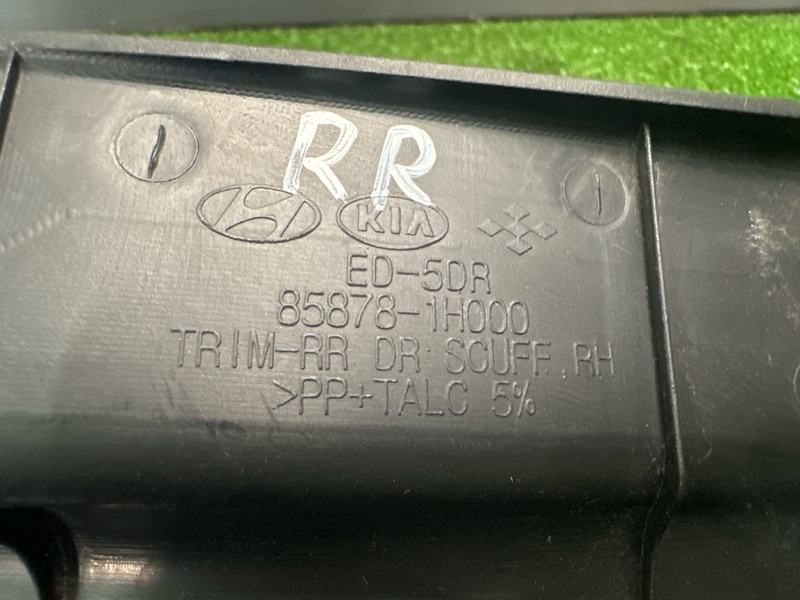 RR
KIA
ED-5DR
85878-1H000
TRIM-RR DR SCUFF, RH
>PP+TALC 5%